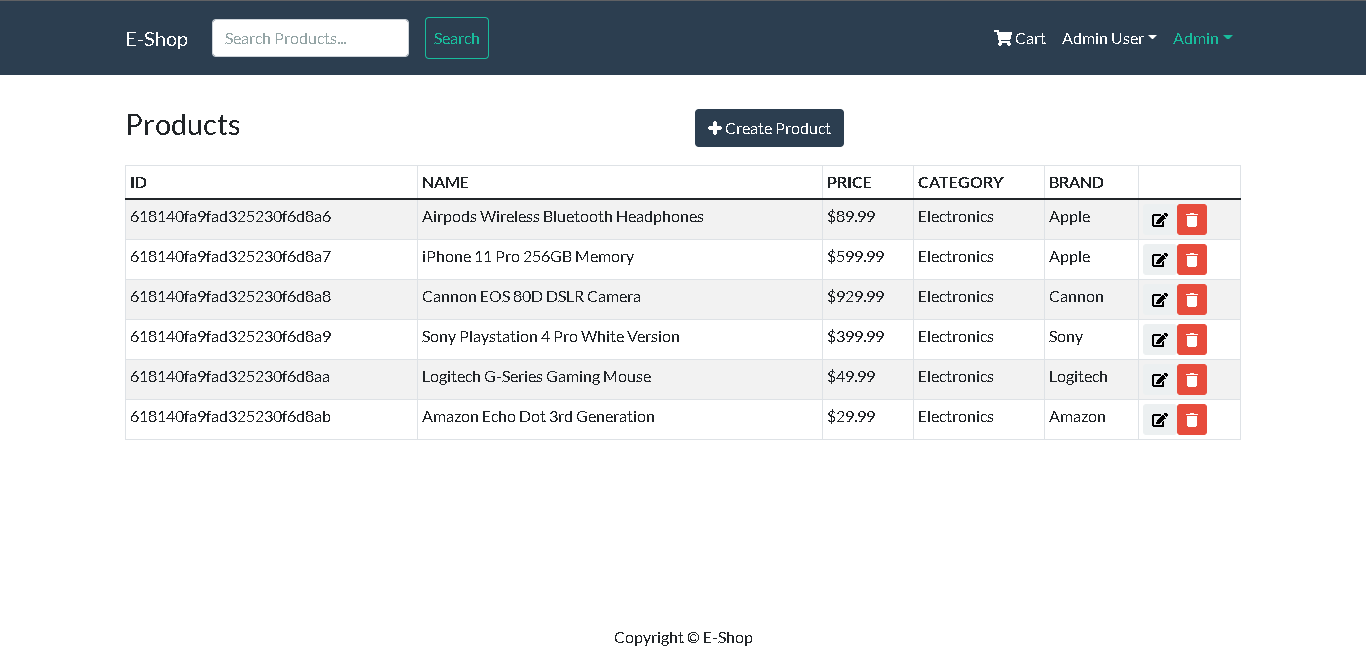 E-Shop Search Products... Search Cart Admin User Admin
Products Create Product
ID NAME PRICE CATEGORY BRAND
618140fa9fad325230f6d8a6 Airpods Wireless Bluetooth Headphones $89.99 Electronics Apple
618140fa9fad325230f6d8a7 iPhone 11 Pro 256GB Memory $599.99 Electronics Apple
618140fa9fad325230f6d8a8 Cannon EOS 80D DSLR Camera $929.99 Electronics Cannon
618140fa9fad325230f6d8a9 Sony Playstation 4 Pro White Version $399.99 Electronics Sony
618140fa9fad325230f6d8aa Logitech G-Series Gaming Mouse $49.99 Electronics Logitech
618140fa9fad325230f6d8ab Amazon Echo Dot 3rd Generation $29.99 Electronics Amazon
Copyright © E-Shop